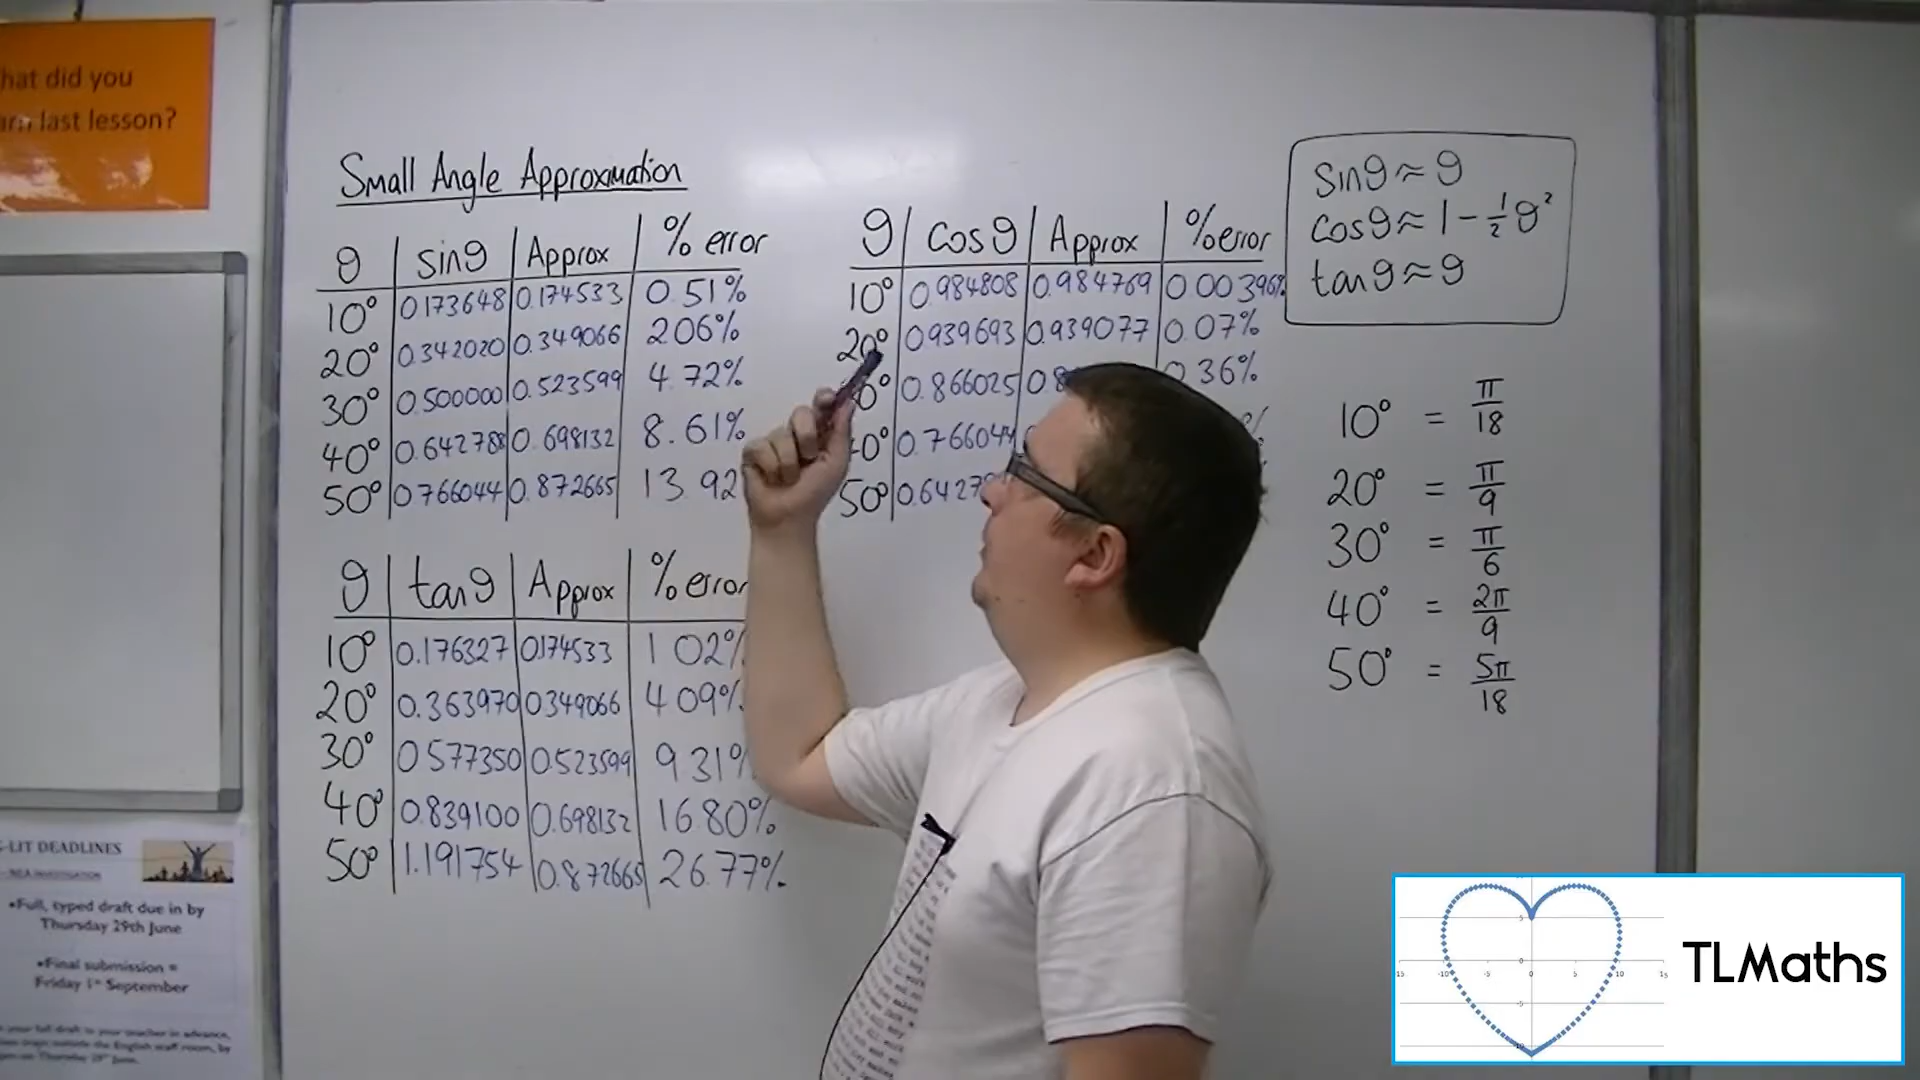 hat did you
arn last lesson?
Small Angle Approximation
θ sinθ Approx % error
10° 0.173648 0.174533 0.51%
20° 0.342020 0.349066 2.06%
30° 0.500000 0.523599 4.72%
40° 0.642788 0.698132 8.61%
50° 0.766044 0.872665 13.92
θ cosθ Approx % error
10° 0.984808 0.984769 0.00396%
20° 0.939693 0.939077 0.07%
0° 0.866025 0.8 0.36%
40° 0.766044
50° 0.6427
sinθ ≈ θ
cosθ ≈ 1 - ½θ²
tanθ ≈ θ
10° = π/18
20° = π/9
30° = π/6
40° = 2π/9
50° = 5π/18
θ tanθ Approx % error
10° 0.176327 0.174533 1.02%
20° 0.363970 0.349066 4.09%
30° 0.577350 0.523599 9.31%
40° 0.839100 0.698132 16.80%
50° 1.191754 0.872665 26.77%
-LIT DEADLINES
•Full, typed draft due in by
Thursday 29th June
•Final submission =
Friday 1st September
TLMaths